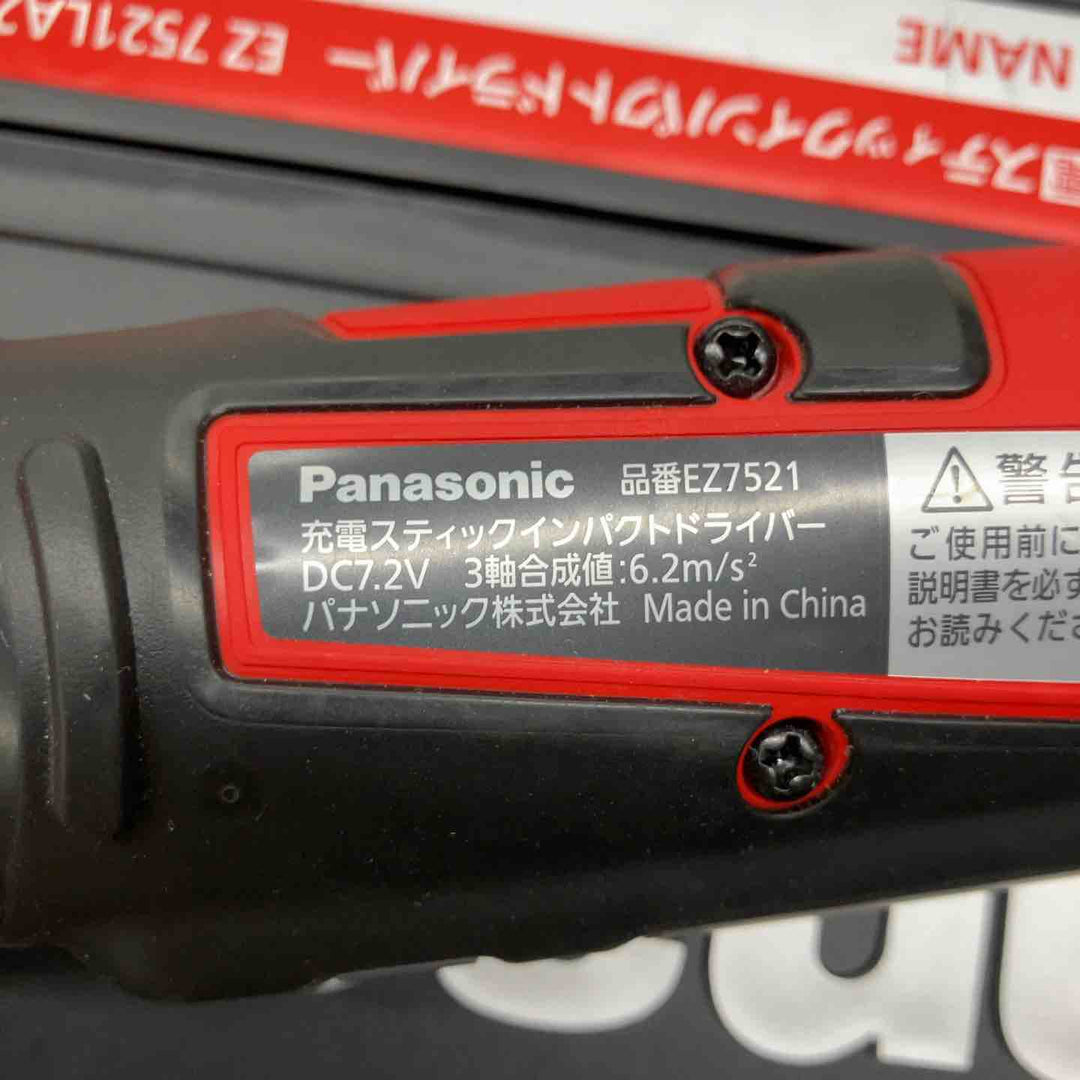 NAME
電スティックインパクトドライバー EZ 7521LA2
Panasonic 品番EZ7521
充電スティックインパクトドライバー
DC7.2V 3軸合成値:6.2m/s²
パナソニック株式会社 Made in China
⚠警告
ご使用前に
説明書を必ず
お読みくださ